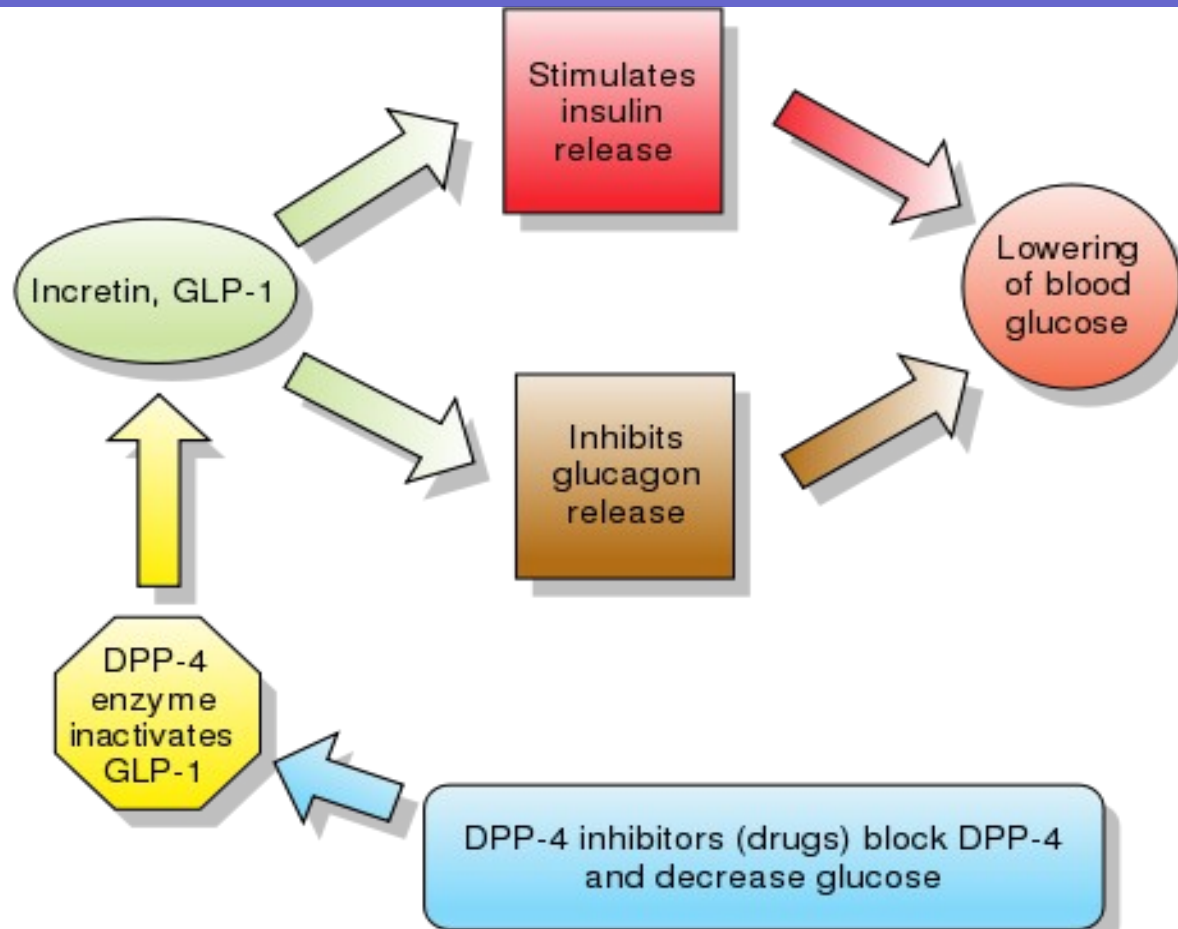 Stimulates
insulin
release
Incretin, GLP-1
Lowering
of blood
glucose
Inhibits
glucagon
release
DPP-4
enzyme
inactivates
GLP-1
DPP-4 inhibitors (drugs) block DPP-4
and decrease glucose